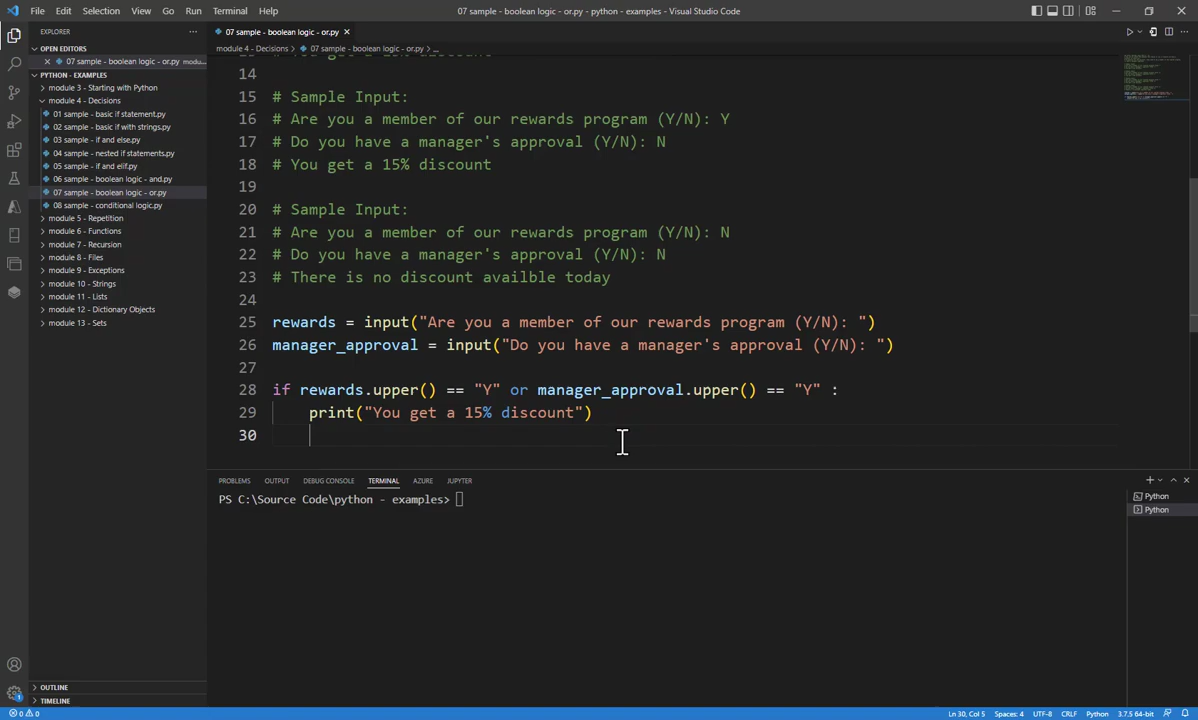 File Edit Selection View Go Run Terminal Help 07 sample - boolean logic - or.py - python - examples - Visual Studio Code
EXPLORER ···
OPEN EDITORS
07 sample - boolean logic - or.py modu...
PYTHON - EXAMPLES
module 3 - Starting with Python
module 4 - Decisions
01 sample - basic if statement.py
02 sample - basic if with strings.py
03 sample - if and else.py
04 sample - nested if statements.py
05 sample - if and elif.py
06 sample - boolean logic - and.py
07 sample - boolean logic - or.py
08 sample - conditional logic.py
module 5 - Repetition
module 6 - Functions
module 7 - Recursion
module 8 - Files
module 9 - Exceptions
module 10 - Strings
module 11 - Lists
module 12 - Dictionary Objects
module 13 - Sets
OUTLINE
TIMELINE
07 sample - boolean logic - or.py
module 4 - Decisions > 07 sample - boolean logic - or.py > ...
14
15 # Sample Input:
16 # Are you a member of our rewards program (Y/N): Y
17 # Do you have a manager's approval (Y/N): N
18 # You get a 15% discount
19
20 # Sample Input:
21 # Are you a member of our rewards program (Y/N): N
22 # Do you have a manager's approval (Y/N): N
23 # There is no discount availble today
24
25 rewards = input("Are you a member of our rewards program (Y/N): ")
26 manager_approval = input("Do you have a manager's approval (Y/N): ")
27
28 if rewards.upper() == "Y" or manager_approval.upper() == "Y" :
29 print("You get a 15% discount")
30
PROBLEMS OUTPUT DEBUG CONSOLE TERMINAL AZURE JUPYTER
PS C:\Source Code\python - examples>
Python
Python
0 0 Ln 30, Col 5 Spaces: 4 UTF-8 CRLF Python 3.7.5 64-bit